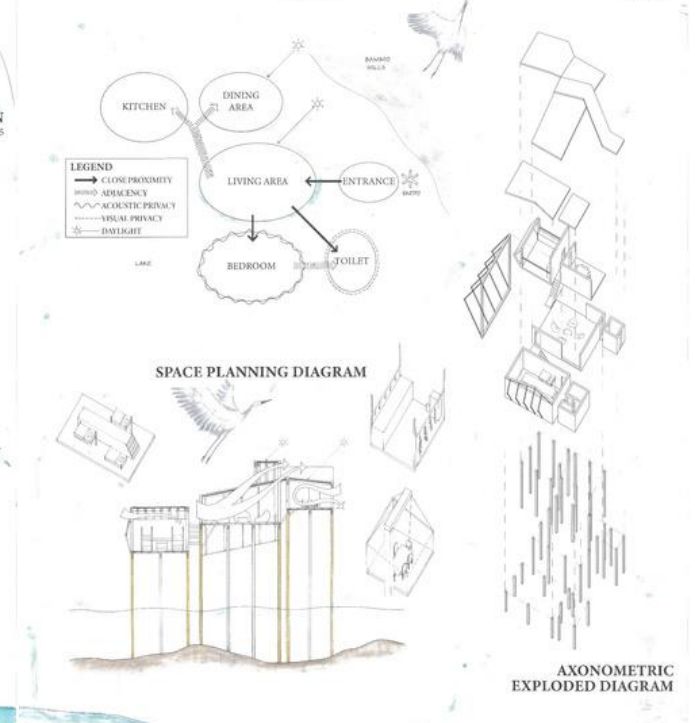 BAMBOO
HILLS
KITCHEN
DINING
AREA
LEGEND
CLOSE PROXIMITY
ADJACENCY
ACOUSTIC PRIVACY
VISUAL PRIVACY
DAYLIGHT
LIVING AREA
ENTRANCE
LAKE
BEDROOM
TOILET
SPACE PLANNING DIAGRAM
AXONOMETRIC
EXPLODED DIAGRAM